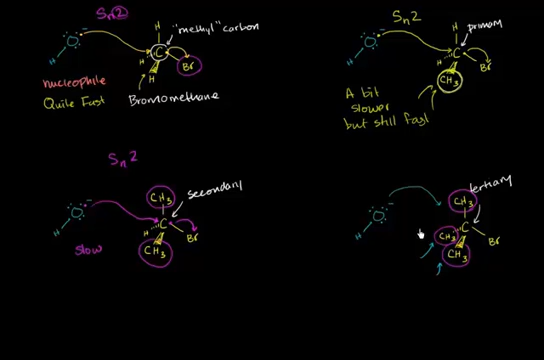 Sn2
"methyl" carbon
H
O
H
C
H
H
Br
nucleophile
Quite Fast
Bromomethane
Sn2
primary
H
O
H
C
H
Br
CH3
A bit
slower
but still fast
Sn2
secondary
CH3
O
H
C
H
Br
CH3
slow
tertiary
CH3
O
H
C
CH3
Br
CH3